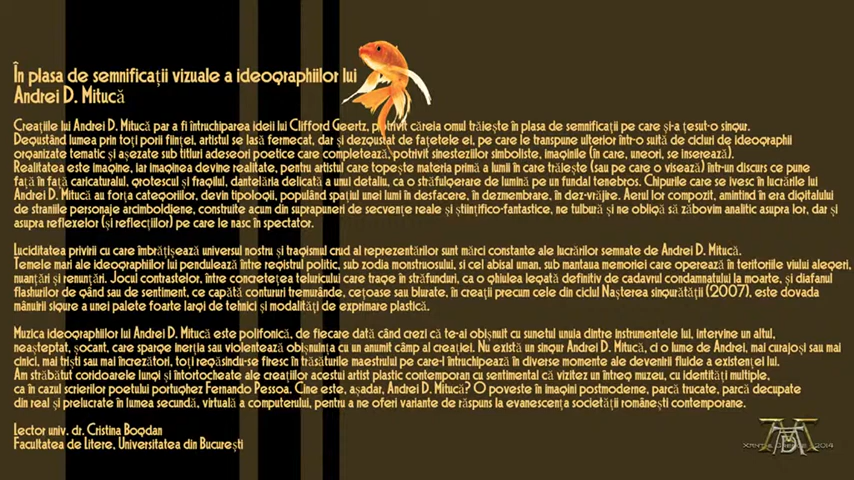 În plasa de semnificații vizuale a ideographiilor lui
Andrei D. Mitucă
Creațiile lui Andrei D. Mitucă par a fi întruchiparea ideii lui Clifford Geertz, potrivit căreia omul trăiește în plasa de semnificații pe care și-a țesut-o singur.
Degustând lumea prin toți porii ființei, artistul se lasă fermecat, dar și dezgustat de fațetele ei, pe care le transpune ulterior într-o suită de cicluri de ideographii
organizate tematic și așezate sub titluri adeseori poetice care completează, potrivit sinesteziilor simboliste, imaginile (în care, uneori, se inserează).
Realitatea este imagine, iar imaginea devine realitate, pentru artistul care topește materia primă a lumii în care trăiește (sau pe care o visează) într-un discurs ce pune
față în față caricaturalul, grotescul și fragilul, dantelăria delicată a unui detaliu, ca o străfulgerare de lumină pe un fundal tenebros. Chipurile care se ivesc în lucrările lui
Andrei D. Mitucă au forța categoriilor, devin tipologii, populând spațiul unei lumi în desfacere, în dezmembrare, în dez-vrăjire. Aerul lor compozit, amintind în era digitalului
de straniile personaje arcimboldiene, construite acum din suprapuneri de secvențe reale și științifico-fantastice, ne tulbură și ne obligă să zăbovim analitic asupra lor, dar și
asupra reflexelor (și reflecțiilor) pe care le nasc în spectator.
Luciditatea privirii cu care îmbrățișează universul nostru și tragismul crud al reprezentărilor sunt mărci constante ale lucrărilor semnate de Andrei D. Mitucă.
Temele mari ale ideographiilor lui pendulează între registrul politic, sub zodia monstruosului, si cel abisal uman, sub mantaua memoriei care operează în teritoriile viului alegeri,
nuanțări și renunțări. Jocul contrastelor, între concretețea teluricului care trage în străfunduri, ca o ghiulea legată definitiv de cadavrul condamnatului la moarte, și diafanul
flashurilor de gând sau de sentiment, ce capătă contururi tremurânde, cețoase sau blurate, în creații precum cele din ciclul Nașterea singurătății (2007), este dovada
mânuirii sigure a unei palete foarte largi de tehnici și modalități de exprimare plastică.
Muzica ideographiilor lui Andrei D. Mitucă este polifonică, de fiecare dată când crezi că te-ai obișnuit cu sunetul unuia dintre instrumentele lui, intervine un altul,
neașteptat, șocant, care sparge inerția sau violentează obișnuința cu un anumit câmp al creației. Nu există un singur Andrei D. Mitucă, ci o lume de Andrei, mai curajoși sau mai
cinici, mai triști sau mai încrezători, toți regăsindu-se firesc în trăsăturile maestrului pe care-i întruchipează în diverse momente ale devenirii fluide a existenței lui.
Am străbătut coridoarele lungi și întortocheate ale creațiilor acestui artist plastic contemporan cu sentimentul că vizitez un întreg muzeu, cu identități multiple,
ca în cazul scrierilor poetului portughez Fernando Pessoa. Cine este, așadar, Andrei D. Mitucă? O poveste în imagini postmoderne, parcă trucate, parcă decupate
din real și prelucrate în lumea secundă, virtuală a computerului, pentru a ne oferi variante de răspuns la evanescența societății românești contemporane.
Lector univ. dr. Cristina Bogdan
Facultatea de Litere, Universitatea din București
2014